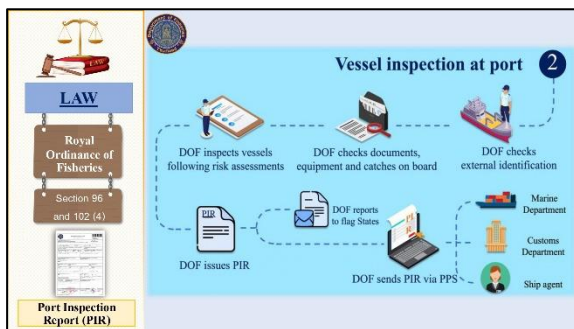 LAW
LAW
Royal
Ordinance of
Fisheries
Section 96
and 102 (4)
Port Inspection
Report (PIR)
Vessel inspection at port
2
DOF inspects vessels
following risk assessments
DOF checks documents,
equipment and catches on board
DOF checks
external identification
PIR
DOF issues PIR
DOF reports
to flag States
PIR
DOF sends PIR via PPS
Marine
Department
Customs
Department
Ship agent